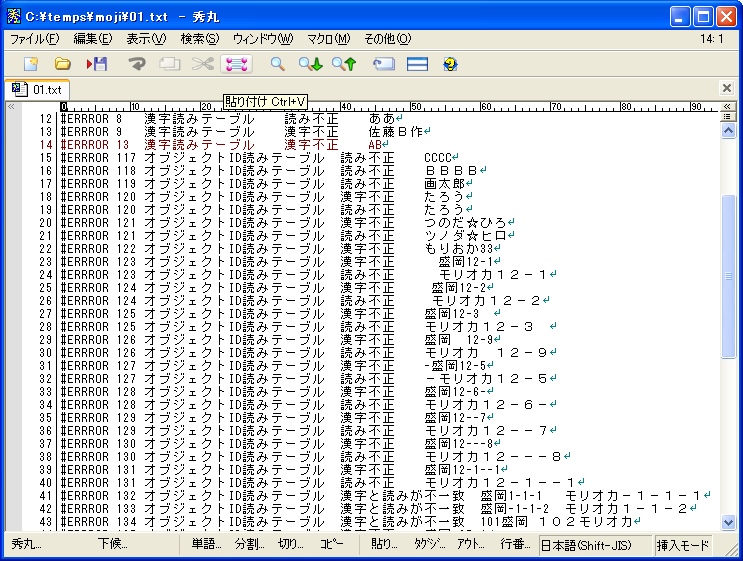 C:¥temps¥moji¥01.txt － 秀丸
ファイル(F) 編集(E) 表示(V) 検索(S) ウィンドウ(W) マクロ(M) その他(O) 14: 1
貼り付け Ctrl+V
01.txt
0 10 20 40 50 60 70 80 90
12 #ERRROR 8 漢字読みテーブル 読み不正 ああ
13 #ERRROR 9 漢字読みテーブル 漢字不正 佐藤Ｂ作
14 #ERRROR 13 漢字読みテーブル 漢字不正 AB
15 #ERRROR 117 オブジェクトID読みテーブル 読み不正 CCCC
16 #ERRROR 118 オブジェクトID読みテーブル 読み不正 ＢＢＢＢ
17 #ERRROR 119 オブジェクトID読みテーブル 読み不正 画太郎
18 #ERRROR 120 オブジェクトID読みテーブル 漢字不正 たろう
19 #ERRROR 120 オブジェクトID読みテーブル 読み不正 たろう
20 #ERRROR 121 オブジェクトID読みテーブル 漢字不正 つのだ☆ひろ
21 #ERRROR 121 オブジェクトID読みテーブル 読み不正 ツノダ☆ヒロ
22 #ERRROR 122 オブジェクトID読みテーブル 読み不正 もりおか33
23 #ERRROR 123 オブジェクトID読みテーブル 漢字不正 盛岡12-1
24 #ERRROR 123 オブジェクトID読みテーブル 読み不正 モリオカ１２－１
25 #ERRROR 124 オブジェクトID読みテーブル 漢字不正 盛岡12-2
26 #ERRROR 124 オブジェクトID読みテーブル 読み不正 モリオカ１２－２
27 #ERRROR 125 オブジェクトID読みテーブル 漢字不正 盛岡12-3
28 #ERRROR 125 オブジェクトID読みテーブル 読み不正 モリオカ１２－３
29 #ERRROR 126 オブジェクトID読みテーブル 漢字不正 盛岡 12-9
30 #ERRROR 126 オブジェクトID読みテーブル 読み不正 モリオカ １２－９
31 #ERRROR 127 オブジェクトID読みテーブル 漢字不正 -盛岡12-5
32 #ERRROR 127 オブジェクトID読みテーブル 読み不正 －モリオカ１２－５
33 #ERRROR 128 オブジェクトID読みテーブル 漢字不正 盛岡12-6-
34 #ERRROR 128 オブジェクトID読みテーブル 読み不正 モリオカ１２－６－
35 #ERRROR 129 オブジェクトID読みテーブル 漢字不正 盛岡12--7
36 #ERRROR 129 オブジェクトID読みテーブル 読み不正 モリオカ１２－－７
37 #ERRROR 130 オブジェクトID読みテーブル 漢字不正 盛岡12---8
38 #ERRROR 130 オブジェクトID読みテーブル 読み不正 モリオカ１２－－－８
39 #ERRROR 131 オブジェクトID読みテーブル 漢字不正 盛岡12-1--1
40 #ERRROR 131 オブジェクトID読みテーブル 読み不正 モリオカ１２－１－－１
41 #ERRROR 132 オブジェクトID読みテーブル 漢字と読みが不一致 盛岡1-1-1 モリオカ－１－１－１
42 #ERRROR 133 オブジェクトID読みテーブル 漢字と読みが不一致 盛岡-1-1-2 モリオカ１－１－２
43 #ERRROR 134 オブジェクトID読みテーブル 漢字と読みが不一致 101盛岡 １０２モリオカ
秀丸... 下候... 単語... 分割... 切り... コピー 貼り... タグジ... アウト... 行番... 日本語(Shift-JIS) 挿入モード